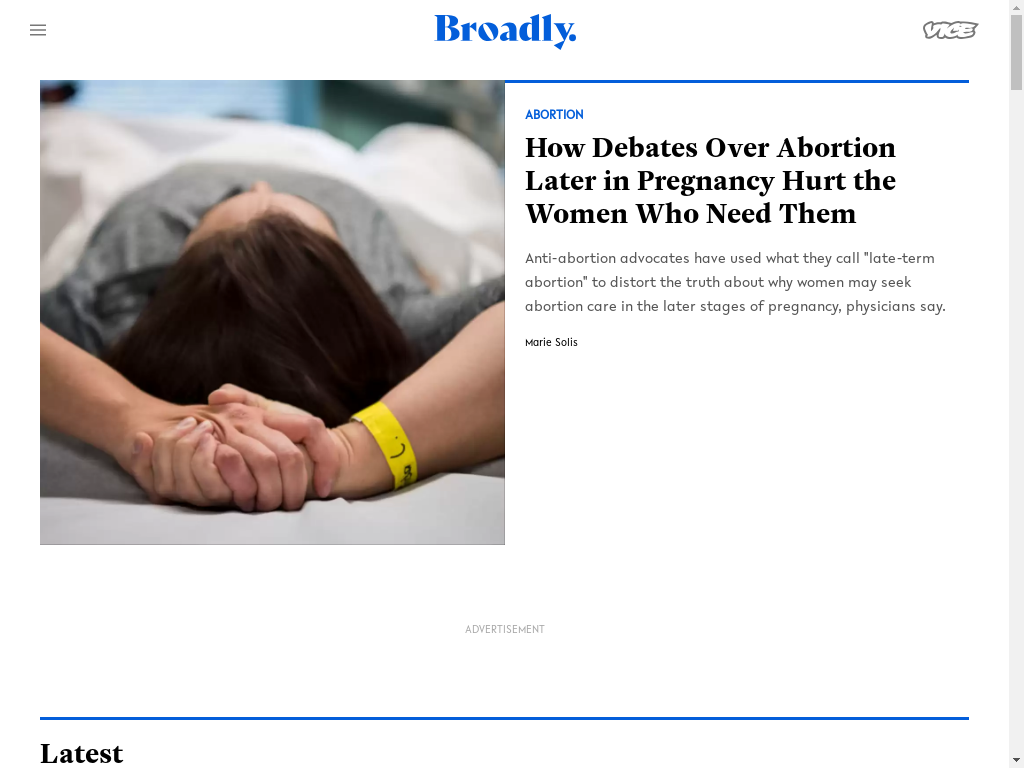 Broadly.
VICE
ABORTION
How Debates Over Abortion
Later in Pregnancy Hurt the
Women Who Need Them
Anti-abortion advocates have used what they call "late-term
abortion" to distort the truth about why women may seek
abortion care in the later stages of pregnancy, physicians say.
Marie Solis
ADVERTISEMENT
Latest